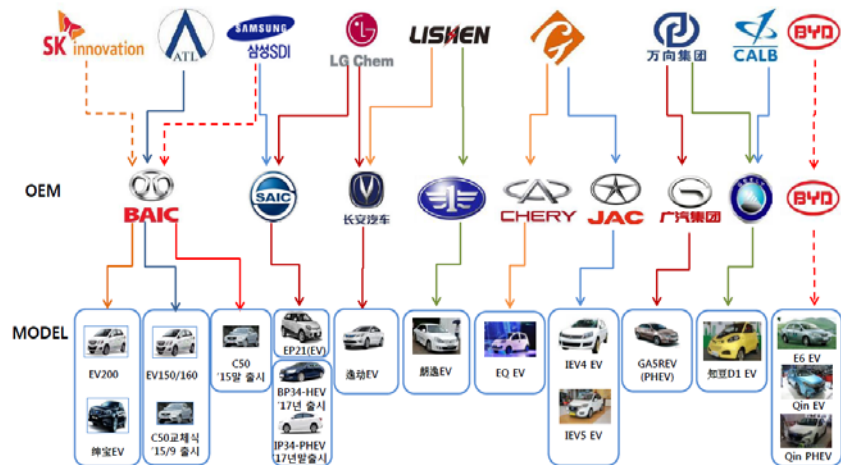 SK innovation
ATL
SAMSUNG
삼성SDI
LG Chem
LISHEN
万向集团
CALB
BYD
OEM
BAIC
SAIC
长安汽车
CHERY
JAC
广汽集团
BYD
MODEL
EV200
绅宝EV
EV150/160
C50교체식
'15/9 출시
C50
'15말 출시
EP21(EV)
BP34-HEV
'17년 출시
IP34-PHEV
'17년말출시
逸动EV
朗逸EV
EQ EV
IEV4 EV
IEV5 EV
GA5REV
(PHEV)
知豆D1 EV
E6 EV
Qin EV
Qin PHEV